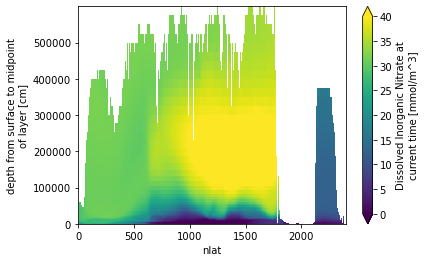 500000
400000
300000
200000
100000
0
depth from surface to midpoint
of layer [cm]
0 500 1000 1500 2000
nlat
40
35
30
25
20
15
10
5
0
Dissolved Inorganic Nitrate at
current time [mmol/m^3]